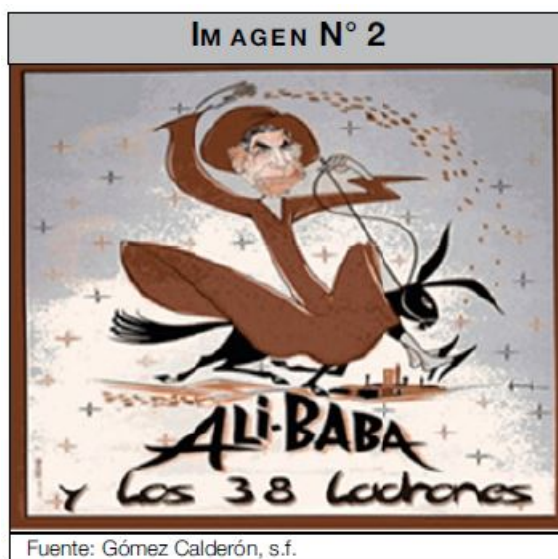 IMAGEN N° 2
ALI-BABA
Y Los 38 Ladrones
Fuente: Gómez Calderón, s.f.